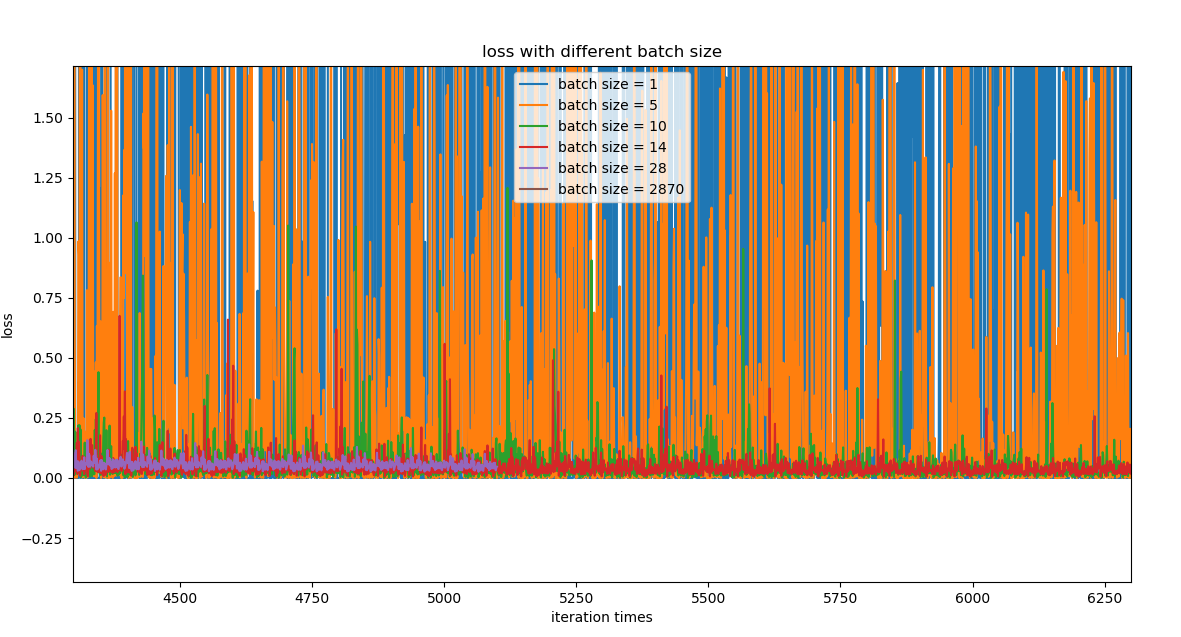 loss with different batch size
batch size = 1
batch size = 5
batch size = 10
batch size = 14
batch size = 28
batch size = 2870
1.50
1.25
1.00
0.75
0.50
0.25
0.00
−0.25
loss
4500 4750 5000 5250 5500 5750 6000 6250
iteration times